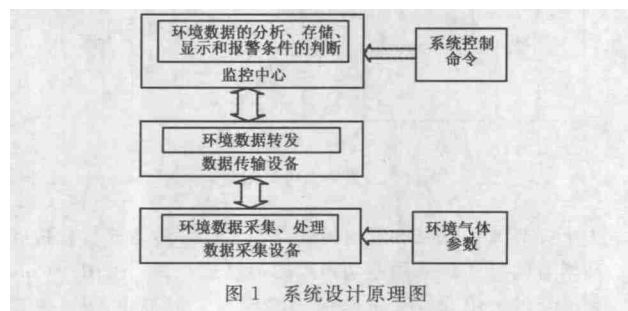 环境数据的分析、存储、
显示和报警条件的判断
监控中心
系统控制
命令
环境数据转发
数据传输设备
环境数据采集、处理
数据采集设备
环境气体
参数
图 1 系统设计原理图